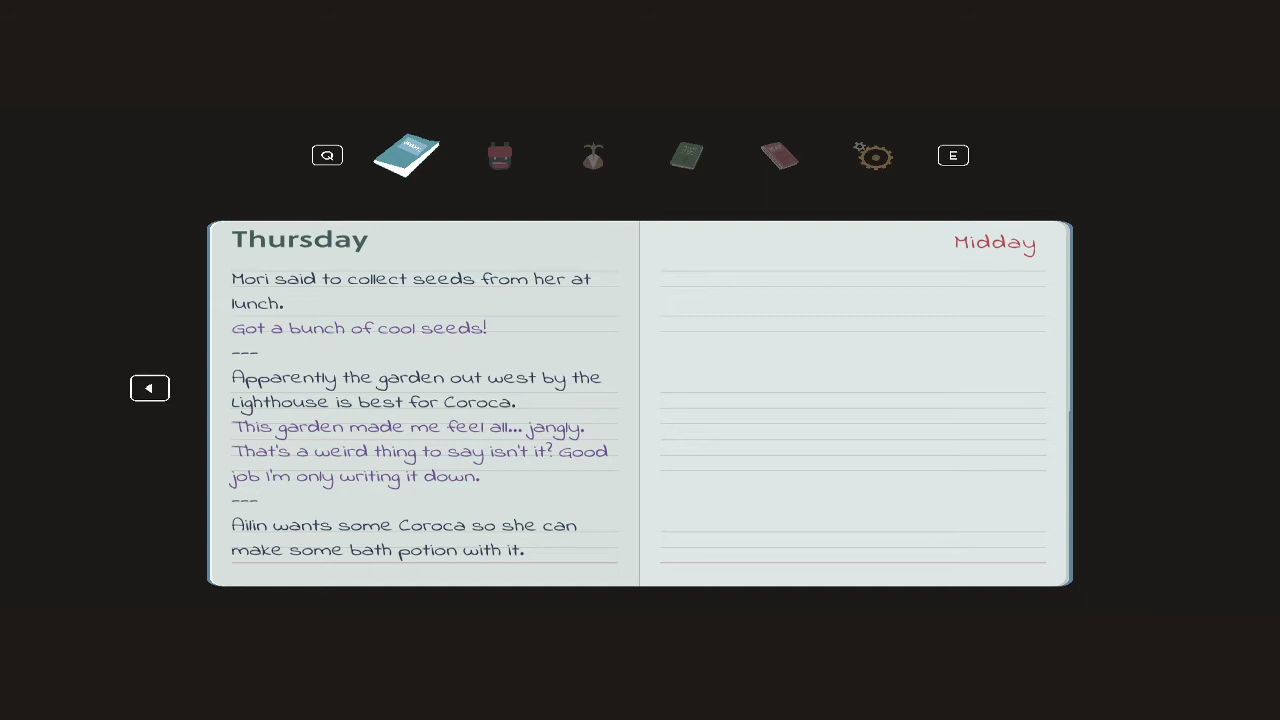 Q
E
Thursday
Midday
Mori said to collect seeds from her at
lunch.
Got a bunch of cool seeds!
---
Apparently the garden out west by the
Lighthouse is best for Coroca.
This garden made me feel all... jangly.
That's a weird thing to say isn't it? Good
job I'm only writing it down.
---
Ailin wants some Coroca so she can
make some bath potion with it.